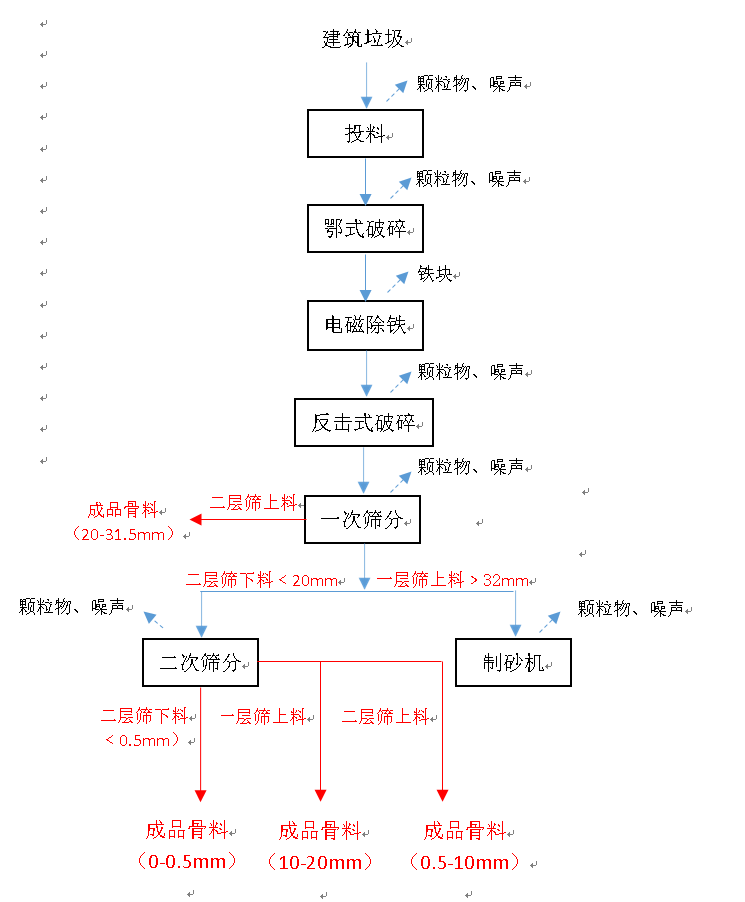 建筑垃圾
颗粒物、噪声
投料
颗粒物、噪声
鄂式破碎
铁块
电磁除铁
颗粒物、噪声
反击式破碎
颗粒物、噪声
二层筛上料
成品骨料
（20-31.5mm）
一次筛分
二层筛下料＜20mm
一层筛上料＞32mm
颗粒物、噪声
颗粒物、噪声
二次筛分
制砂机
二层筛下料
＜0.5mm）
一层筛上料
二层筛上料
成品骨料
（0-0.5mm）
成品骨料
（10-20mm）
成品骨料
（0.5-10mm）